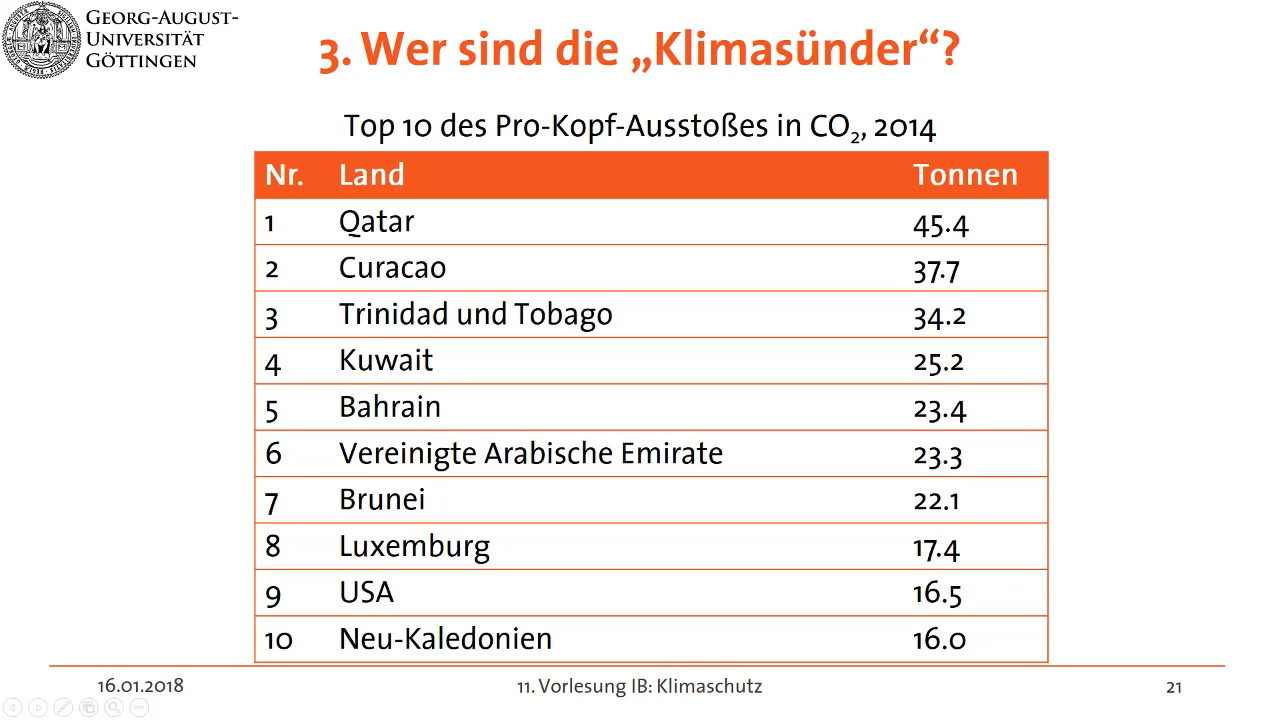 GEORG-AUGUST-
UNIVERSITÄT
GÖTTINGEN
3. Wer sind die „Klimasünder“?
Top 10 des Pro-Kopf-Ausstoßes in CO₂, 2014
Nr. Land Tonnen
1 Qatar 45.4
2 Curacao 37.7
3 Trinidad und Tobago 34.2
4 Kuwait 25.2
5 Bahrain 23.4
6 Vereinigte Arabische Emirate 23.3
7 Brunei 22.1
8 Luxemburg 17.4
9 USA 16.5
10 Neu-Kaledonien 16.0
16.01.2018 11. Vorlesung IB: Klimaschutz 21